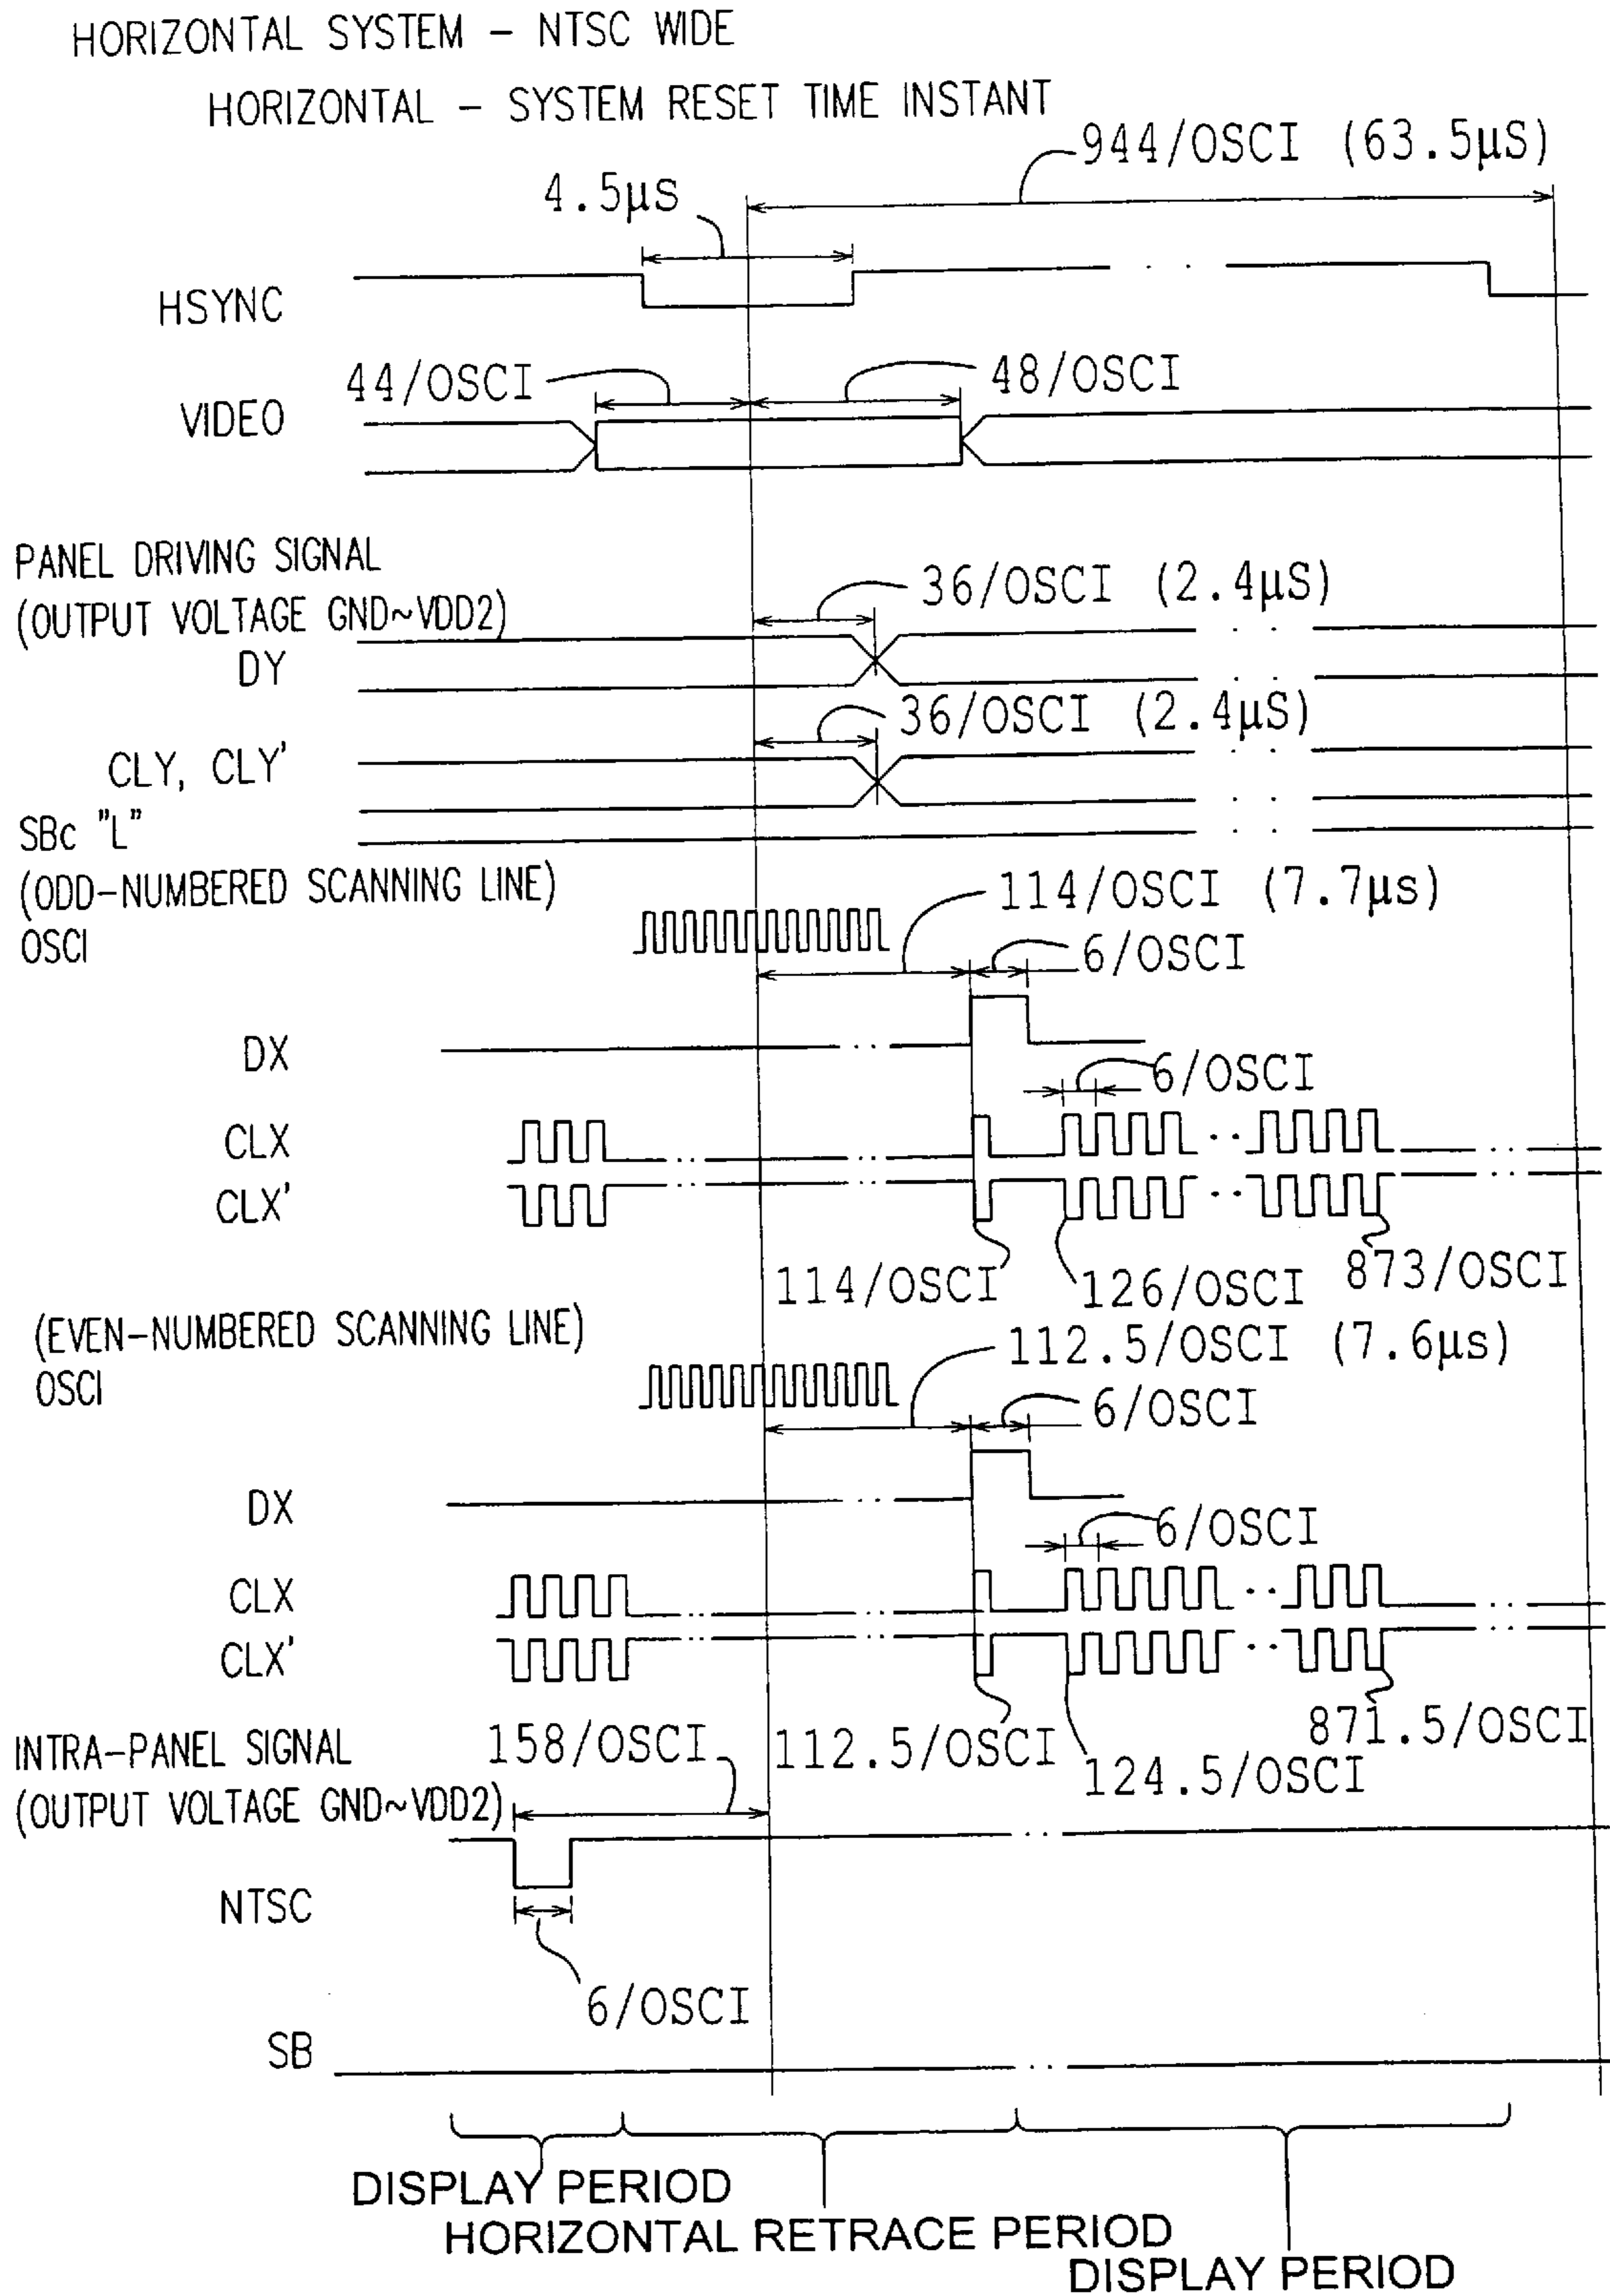 HORIZONTAL SYSTEM – NTSC WIDE
HORIZONTAL – SYSTEM RESET TIME INSTANT
944/OSCI (63.5µS)
4.5µS
HSYNC
44/OSCI
48/OSCI
VIDEO
PANEL DRIVING SIGNAL
(OUTPUT VOLTAGE GND~VDD2)
36/OSCI (2.4µS)
DY
36/OSCI (2.4µS)
CLY, CLY'
SBc "L"
(ODD–NUMBERED SCANNING LINE)
114/OSCI (7.7µs)
OSCI
6/OSCI
DX
6/OSCI
CLX
CLX'
114/OSCI
126/OSCI
873/OSCI
(EVEN–NUMBERED SCANNING LINE)
112.5/OSCI (7.6µs)
OSCI
6/OSCI
DX
6/OSCI
CLX
CLX'
112.5/OSCI
124.5/OSCI
871.5/OSCI
INTRA–PANEL SIGNAL
158/OSCI
(OUTPUT VOLTAGE GND~VDD2)
NTSC
6/OSCI
SB
DISPLAY PERIOD
HORIZONTAL RETRACE PERIOD
DISPLAY PERIOD